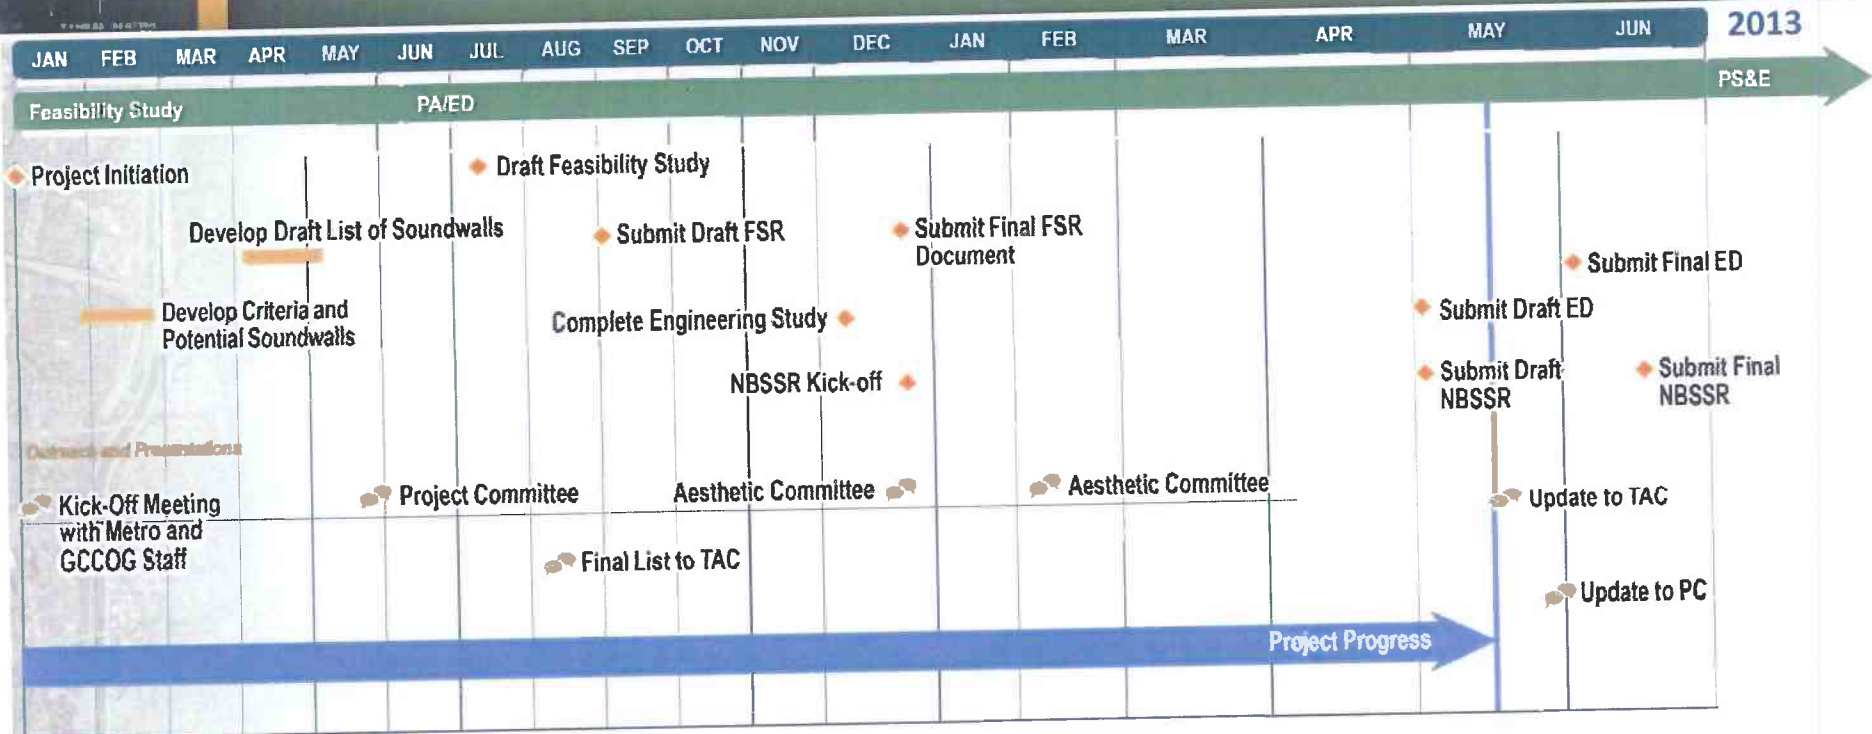 JAN FEB MAR APR MAY JUN JUL AUG SEP OCT NOV DEC JAN FEB MAR APR MAY JUN 2013
Feasibility Study PA/ED PS&E
Project Initiation
Draft Feasibility Study
Develop Draft List of Soundwalls
Submit Draft FSR
Submit Final FSR
Document
Submit Final ED
Develop Criteria and
Potential Soundwalls
Complete Engineering Study
Submit Draft ED
NBSSR Kick-off
Submit Draft
NBSSR
Submit Final
NBSSR
and Presentations
Kick-Off Meeting
with Metro and
GCCOG Staff
Project Committee
Aesthetic Committee
Aesthetic Committee
Update to TAC
Final List to TAC
Update to PC
Project Progress